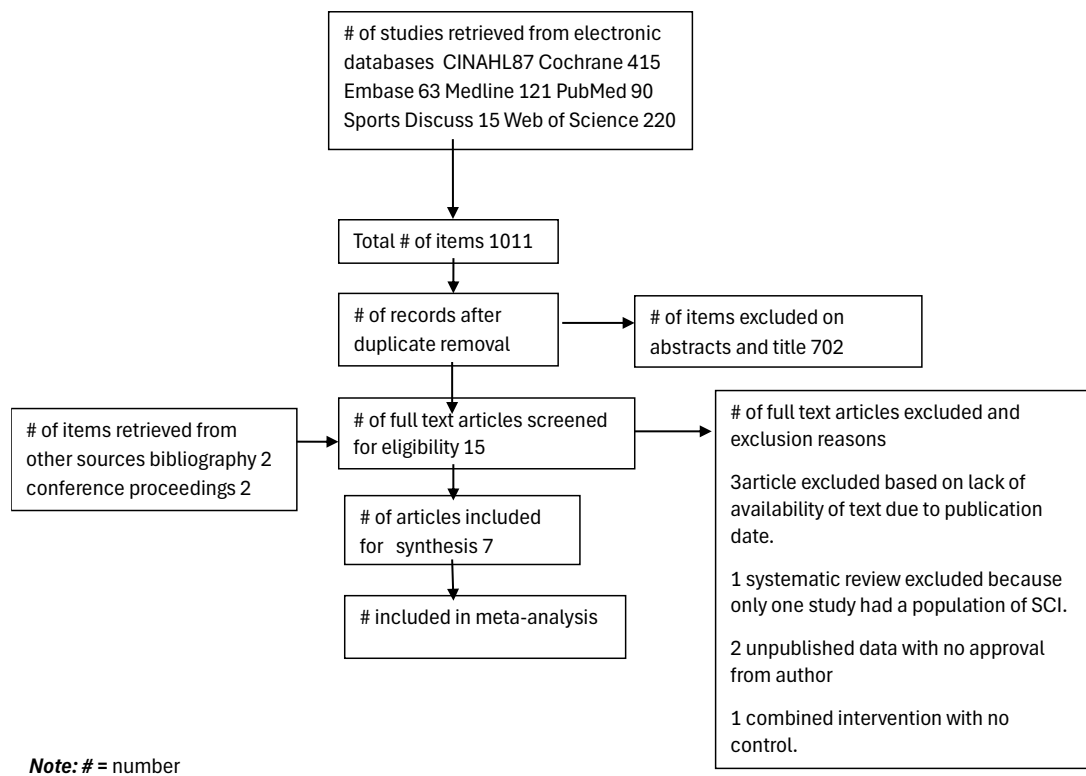 # of studies retrieved from electronic
databases CINAHL87 Cochrane 415
Embase 63 Medline 121 PubMed 90
Sports Discuss 15 Web of Science 220
Total # of items 1011
# of records after
duplicate removal
# of items excluded on
abstracts and title 702
# of items retrieved from
other sources bibliography 2
conference proceedings 2
# of full text articles screened
for eligibility 15
# of full text articles excluded and
exclusion reasons
3article excluded based on lack of
availability of text due to publication
date.
1 systematic review excluded because
only one study had a population of SCI.
2 unpublished data with no approval
from author
1 combined intervention with no
control.
# of articles included
for synthesis 7
# included in meta-analysis
Note: # = number